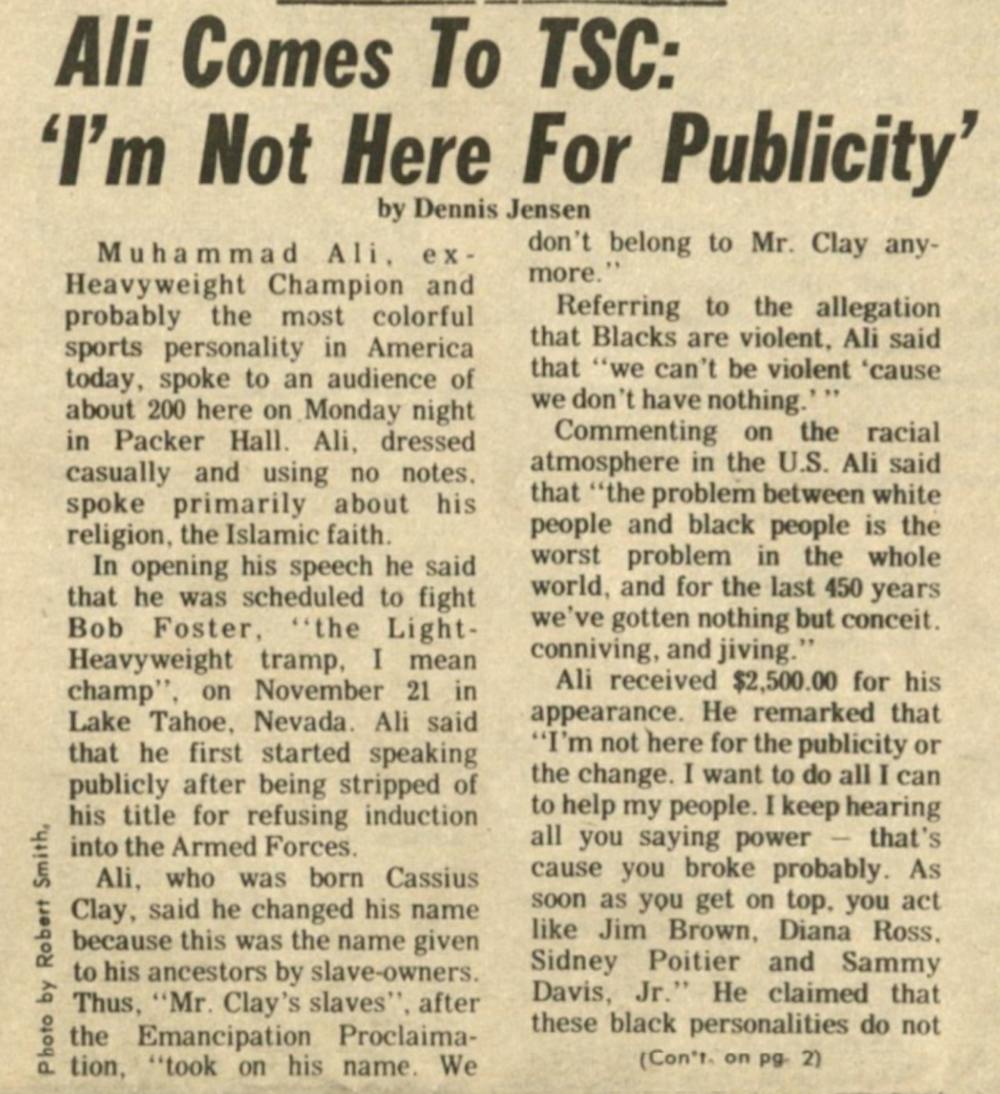 Ali Comes To TSC:
'I'm Not Here For Publicity'
by Dennis Jensen
Muhammad Ali, ex-
Heavyweight Champion and
probably the most colorful
sports personality in America
today, spoke to an audience of
about 200 here on Monday night
in Packer Hall. Ali, dressed
casually and using no notes,
spoke primarily about his
religion, the Islamic faith.
In opening his speech he said
that he was scheduled to fight
Bob Foster, "the Light-
Heavyweight tramp, I mean
champ", on November 21 in
Lake Tahoe, Nevada. Ali said
that he first started speaking
publicly after being stripped of
his title for refusing induction
into the Armed Forces.
Ali, who was born Cassius
Clay, said he changed his name
because this was the name given
to his ancestors by slave-owners.
Thus, "Mr. Clay's slaves", after
the Emancipation Proclaima-
tion, "took on his name. We
don't belong to Mr. Clay any-
more."
Referring to the allegation
that Blacks are violent, Ali said
that "we can't be violent 'cause
we don't have nothing.' "
Commenting on the racial
atmosphere in the U.S. Ali said
that "the problem between white
people and black people is the
worst problem in the whole
world, and for the last 450 years
we've gotten nothing but conceit,
conniving, and jiving."
Ali received $2,500.00 for his
appearance. He remarked that
"I'm not here for the publicity or
the change. I want to do all I can
to help my people. I keep hearing
all you saying power — that's
cause you broke probably. As
soon as you get on top, you act
like Jim Brown, Diana Ross,
Sidney Poitier and Sammy
Davis, Jr." He claimed that
these black personalities do not
(Con't. on pg. 2)
Photo by Robert Smith,